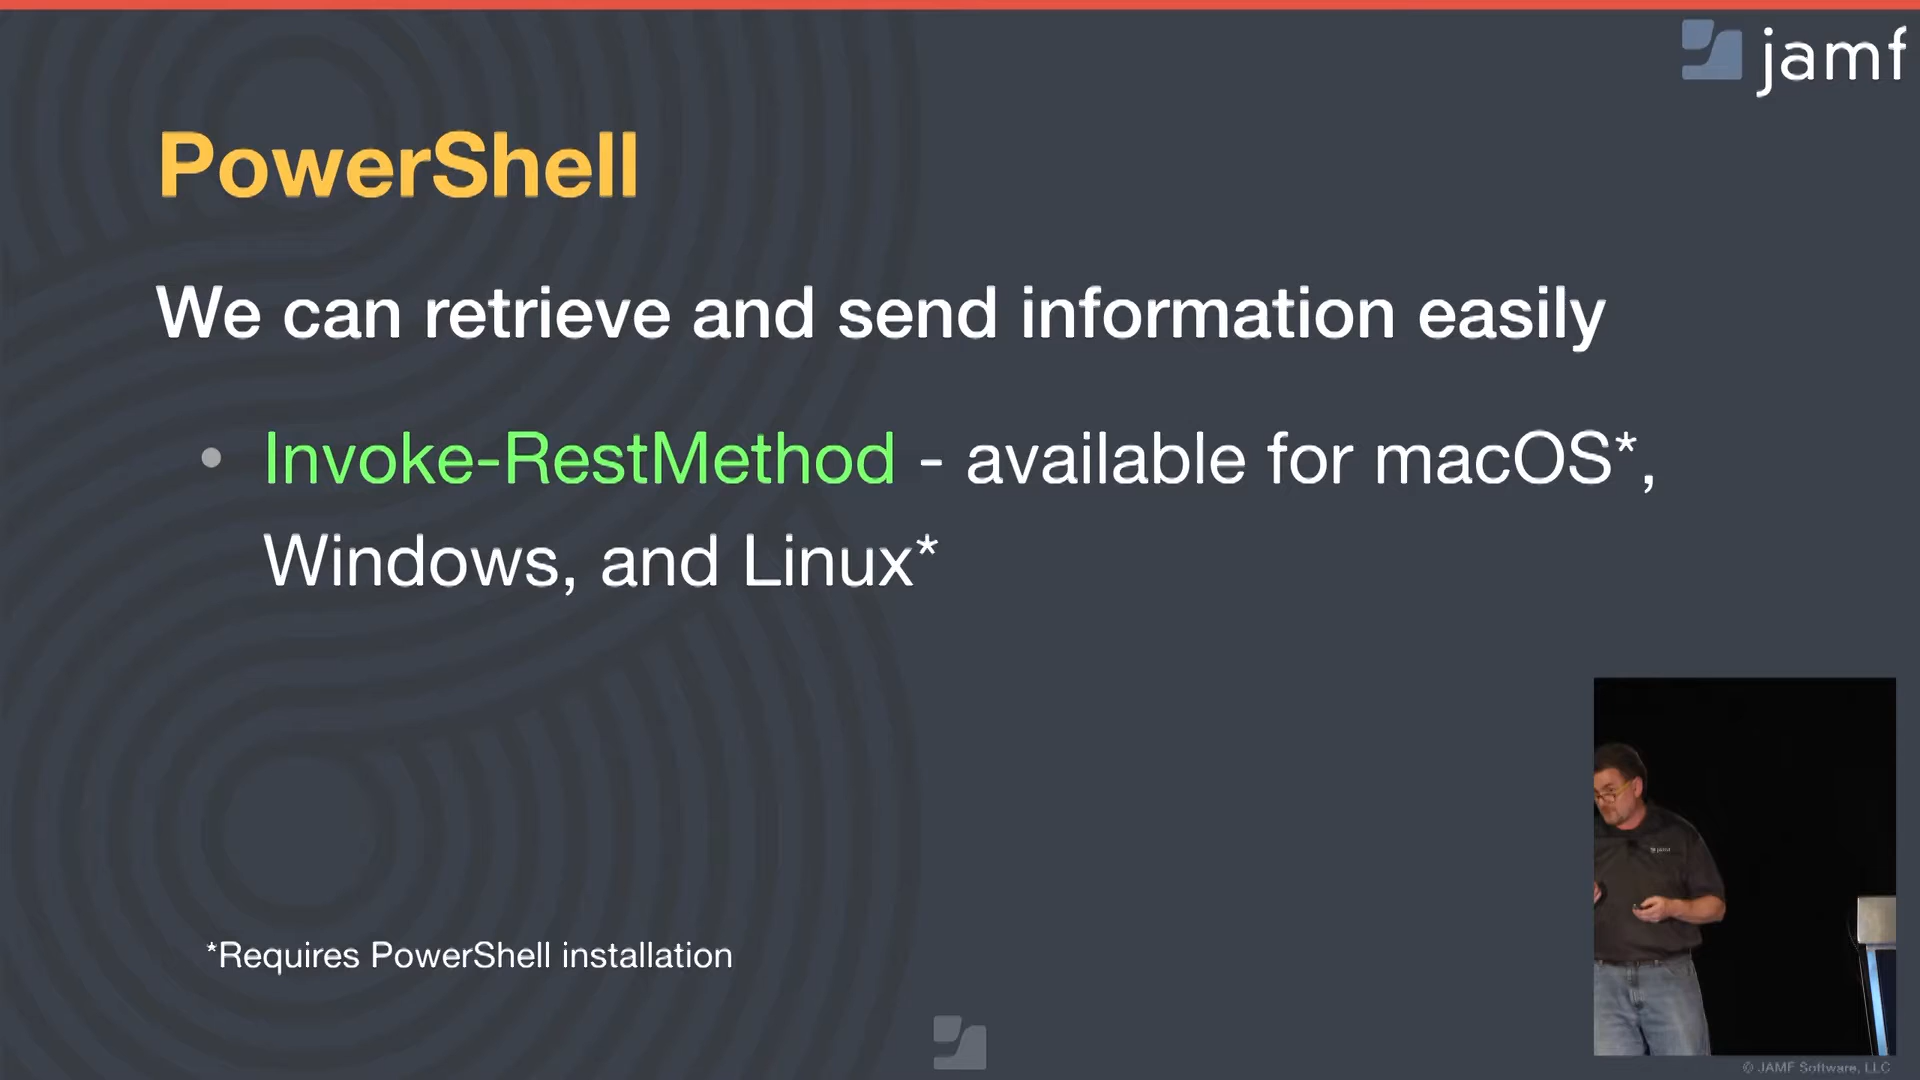 jamf
PowerShell
We can retrieve and send information easily
• Invoke-RestMethod - available for macOS*,
Windows, and Linux*
*Requires PowerShell installation
© JAMF Software, LLC